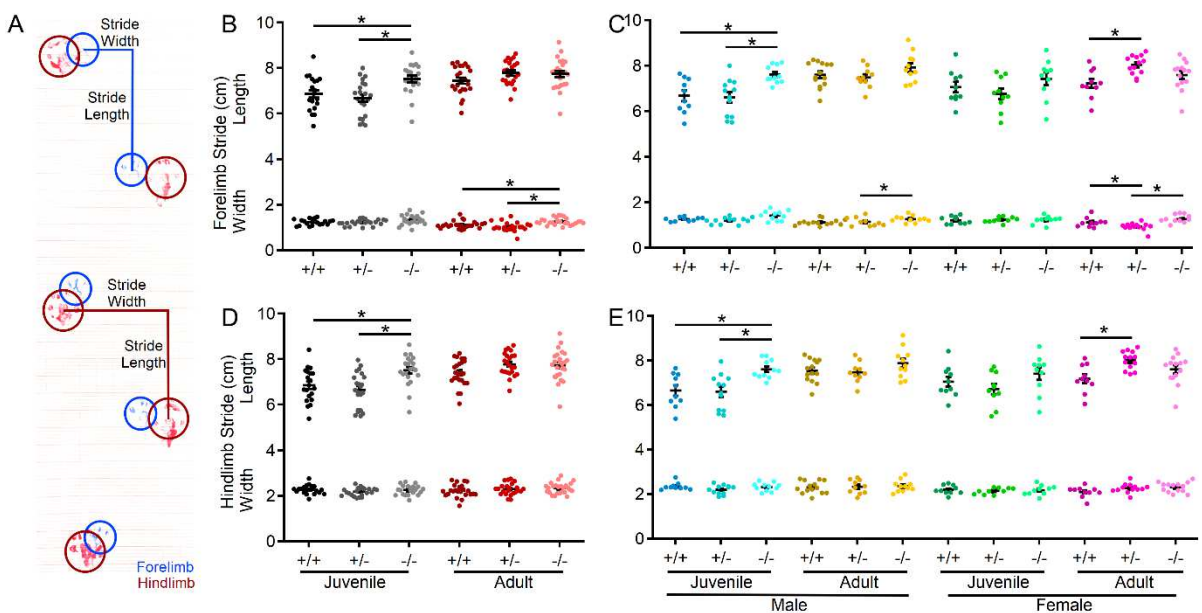 A
Stride
Width
Stride
Length
Stride
Width
Stride
Length
Forelimb
Hindlimb
B
Forelimb Stride (cm)
Width Length
10
8
6
4
2
0
+/+ +/- -/- +/+ +/- -/-
C
10
8
6
4
2
0
* * * * * * *
+/+ +/- -/- +/+ +/- -/- +/+ +/- -/- +/+ +/- -/-
D
Hindlimb Stride (cm)
Width Length
10
8
6
4
2
0
* *
+/+ +/- -/- +/+ +/- -/-
Juvenile Adult
E
10
8
6
4
2
0
* * *
+/+ +/- -/- +/+ +/- -/- +/+ +/- -/- +/+ +/- -/-
Juvenile Adult Juvenile Adult
Male Female